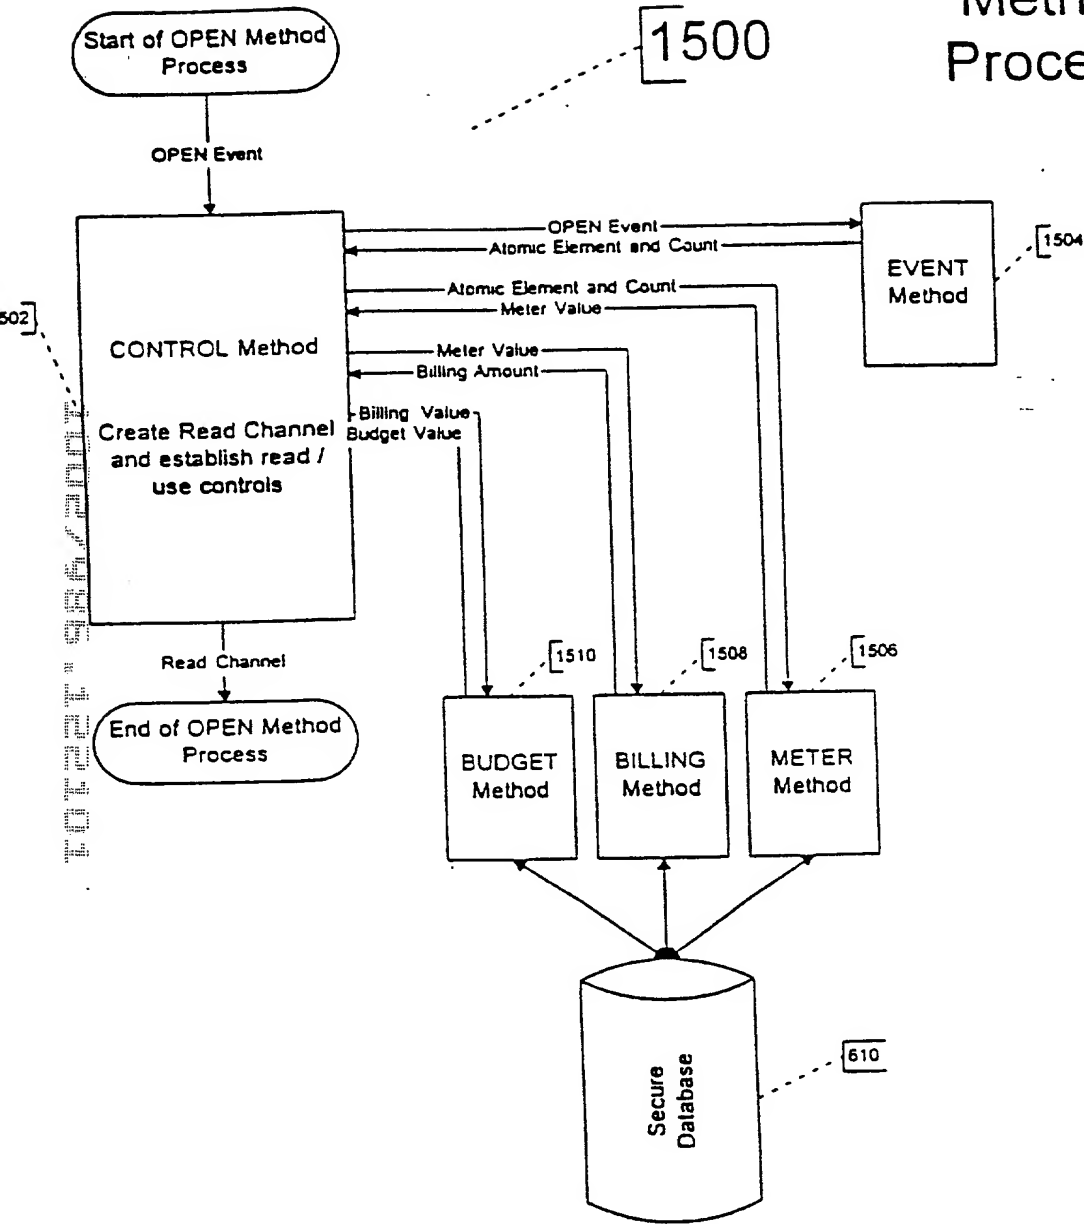 Start of OPEN Method
Process
1500
Meth
Proce
OPEN Event
OPEN Event
Atomic Element and Count
EVENT
Method
1504
Atomic Element and Count
Meter Value
502
CONTROL Method
Meter Value
Billing Amount
Billing Value
Budget Value
Create Read Channel
and establish read /
use controls
Read Channel
1510
1508
1506
End of OPEN Method
Process
BUDGET
Method
BILLING
Method
METER
Method
Secure
Database
610